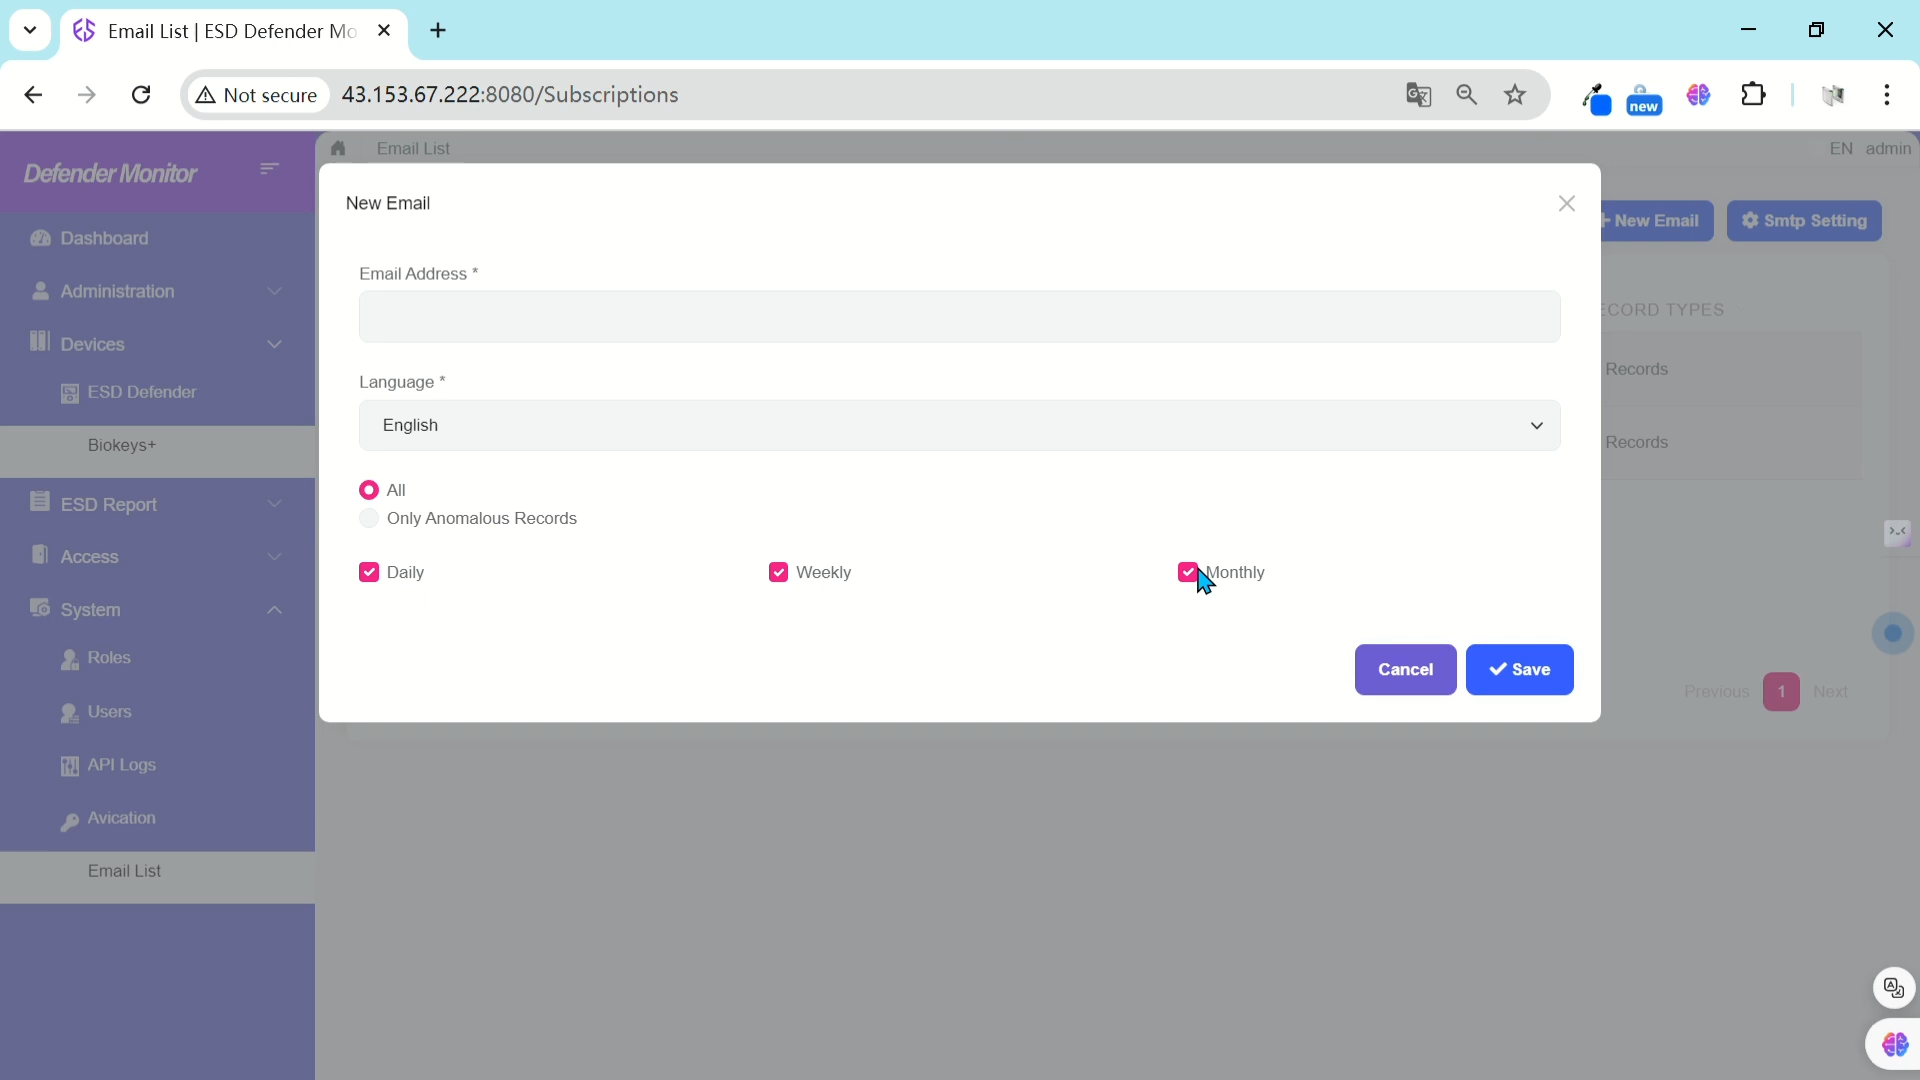 Email List | ESD Defender Mo
Not secure
43.153.67.222:8080/Subscriptions
new
Defender Monitor
Email List
EN admin
Dashboard
Administration
Devices
ESD Defender
Biokeys+
ESD Report
Access
System
Roles
Users
API Logs
Avication
Email List
New Email
Smtp Setting
CORD TYPES
Records
Records
Previous 1 Next
New Email
Email Address *
Language *
English
All
Only Anomalous Records
Daily Weekly Monthly
Cancel Save